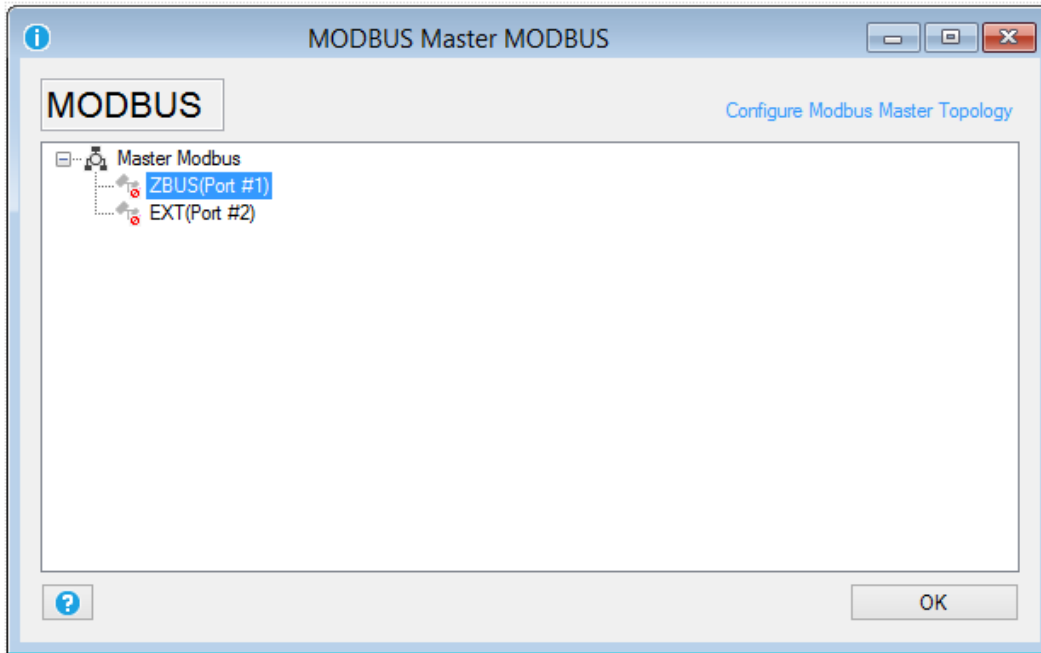 MODBUS Master MODBUS
MODBUS
Configure Modbus Master Topology
Master Modbus
ZBUS(Port #1)
EXT(Port #2)
OK